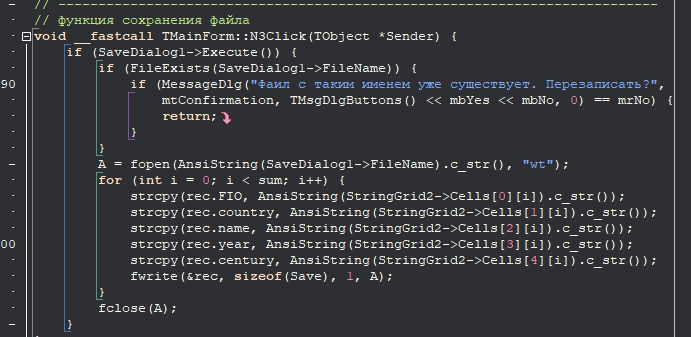 // ---------------------------------------------------------------------------
// функция сохранения файла
void __fastcall TMainForm::N3Click(TObject *Sender) {
if (SaveDialog1->Execute()) {
if (FileExists(SaveDialog1->FileName)) {
90 if (MessageDlg("Фаил с таким именем уже существует. Перезаписать?",
mtConfirmation, TMsgDlgButtons() << mbYes << mbNo, 0) == mrNo) {
return;
}
}
A = fopen(AnsiString(SaveDialog1->FileName).c_str(), "wt");
for (int i = 0; i < sum; i++) {
strcpy(rec.FIO, AnsiString(StringGrid2->Cells[0][i]).c_str());
strcpy(rec.country, AnsiString(StringGrid2->Cells[1][i]).c_str());
strcpy(rec.name, AnsiString(StringGrid2->Cells[2][i]).c_str());
00 strcpy(rec.year, AnsiString(StringGrid2->Cells[3][i]).c_str());
strcpy(rec.century, AnsiString(StringGrid2->Cells[4][i]).c_str());
fwrite(&rec, sizeof(Save), 1, A);
}
fclose(A);
}